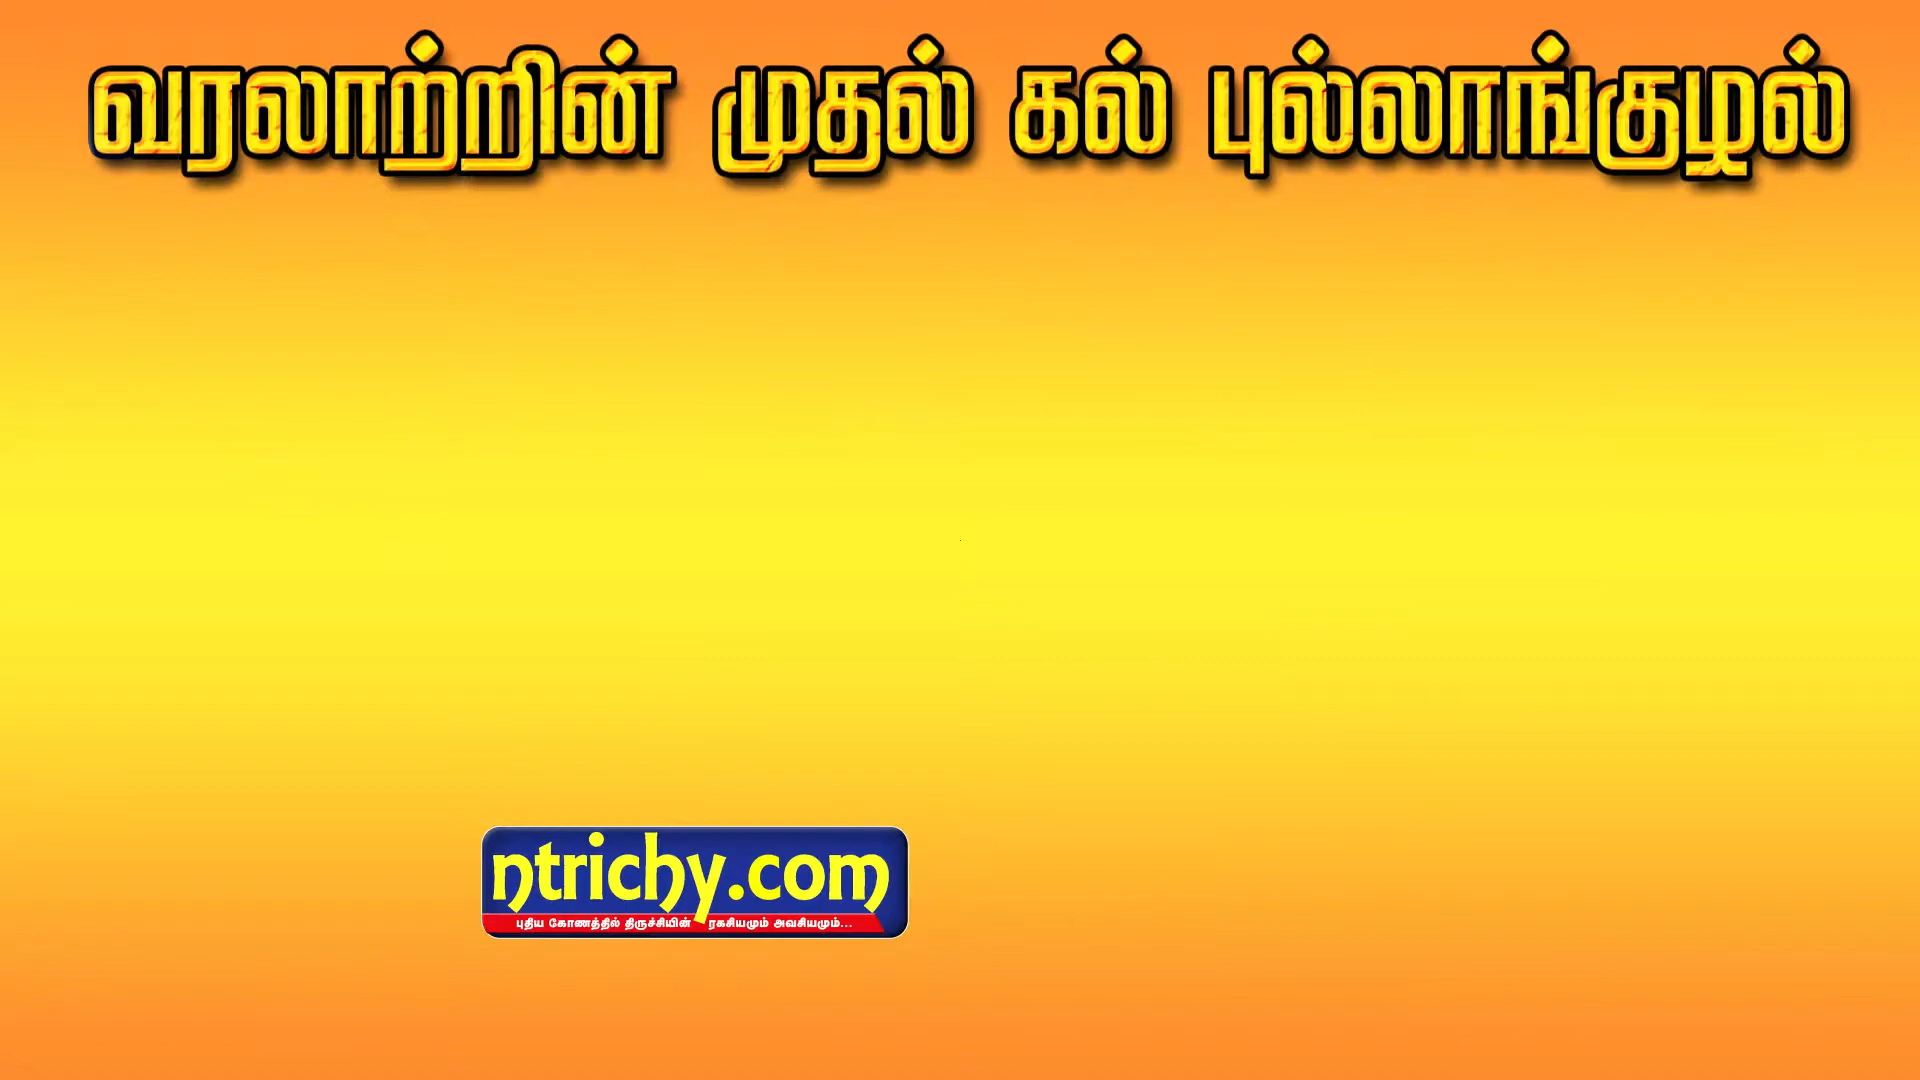 வரலாற்றின் முதல் கல் புல்லாங்குழல்
ntrichy.com
புதிய கோணத்தில் திருச்சியின் ரகசியமும் அவசியமும்...